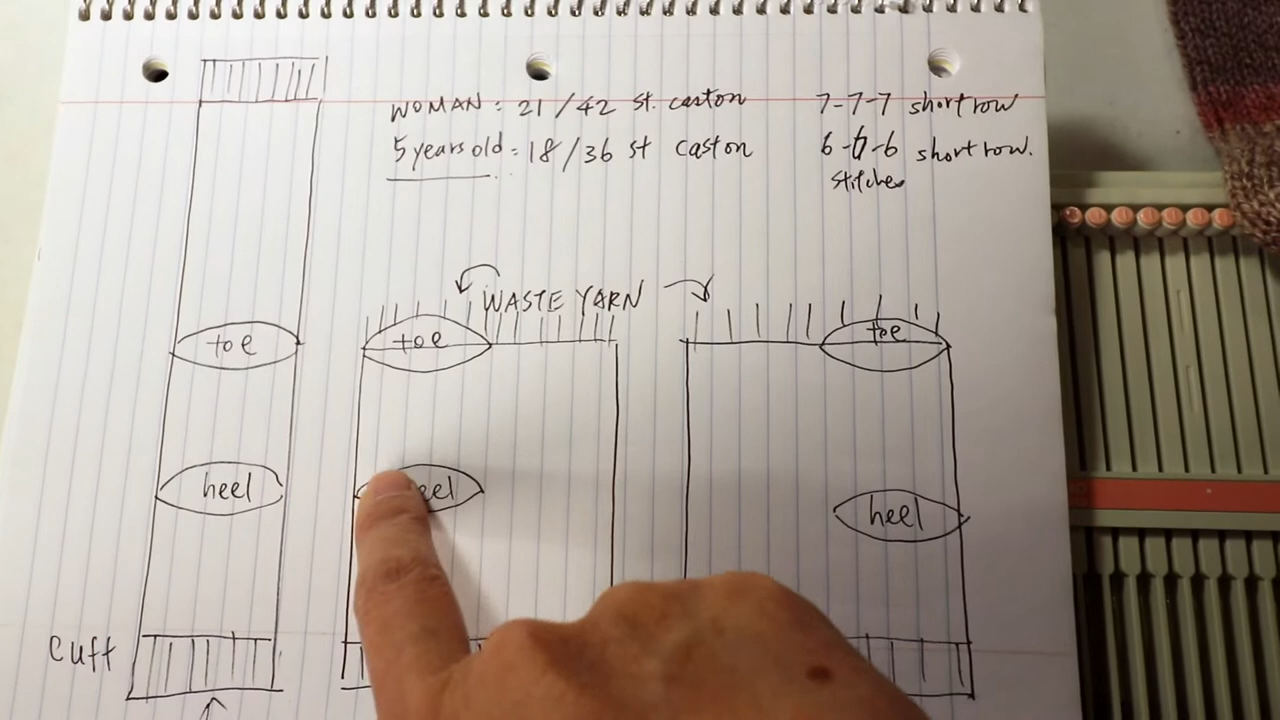 WOMAN : 21/42 st. caston 7-7-7 short row
5 years old : 18/36 st caston 6-6-6 short row.
stitches
WASTE YARN
toe toe toe
heel heel
Cuff